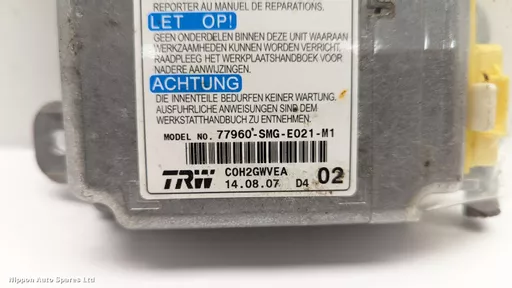 REPORTER AU MANUEL DE REPARATIONS.
LET OP!
GEEN ONDERDELEN BINNEN DEZE UNIT WAARAAN
WERKZAAMHEDEN KUNNEN WORDEN VERRICHT.
RAADPLEEG HET WERKPLAATSHANDBOEK VOOR
NADERE AANWIJZINGEN.
ACHTUNG
DIE INNENTEILE BEDURFEN KEINER WARTUNG.
AUSFUHRLICHE ANWEISUNGEN SIND DEM
WERKSTATTHANDBUCH ZU ENTNEHMEN.
MODEL NO. 77960-SMG-E021-M1
TRW COH2GWVEA
14.08.07 D4 02
Nippon Auto Spares Ltd